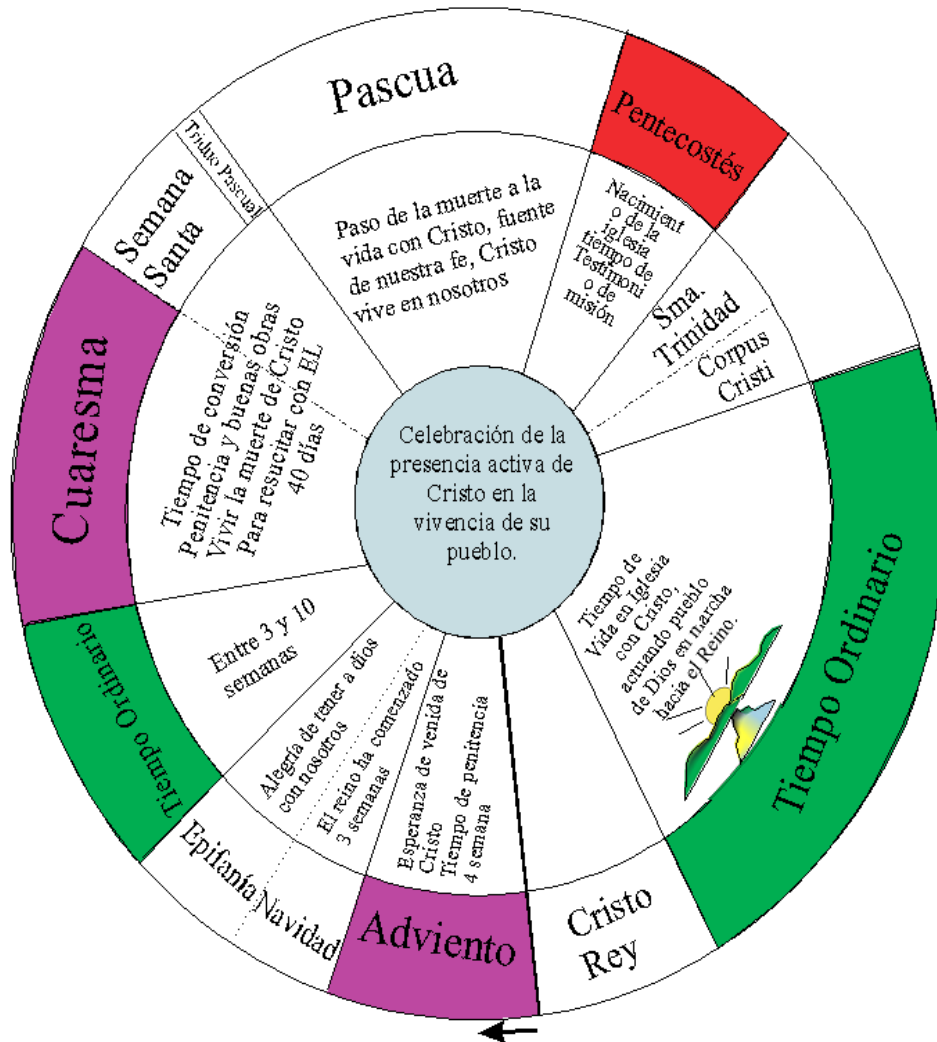 Pascua
Pentecostés
Triduo Pascual
Semana
Santa
Paso de la muerte a la
vida con Cristo, fuente
de nuestra fe, Cristo
vive en nosotros
Nacimient
o de la
iglesia
tiempo de
Testimoni
o de
misión
Sma.
Trinidad
Corpus
Cristi
Cuaresma
Tiempo de conversión
Penitencia y buenas obras
Vivir la muerte de Cristo
Para resucitar con EL
40 días
Celebración de la
presencia activa de
Cristo en la
vivencia de su
pueblo.
Tiempo Ordinario
Tiempo de
Vida en Iglesia
con Cristo,
actuando pueblo
de Dios en marcha
hacia el Reino.
Tiempo Ordinario
Entre 3 y 10
semanas
Alegría de tener a dios
con nosotros
El reino ha comenzado
3 semanas
Esperanza de venida de
Cristo
Tiempo de penitencia
4 semana
Epifanía
Navidad
Adviento
Cristo
Rey